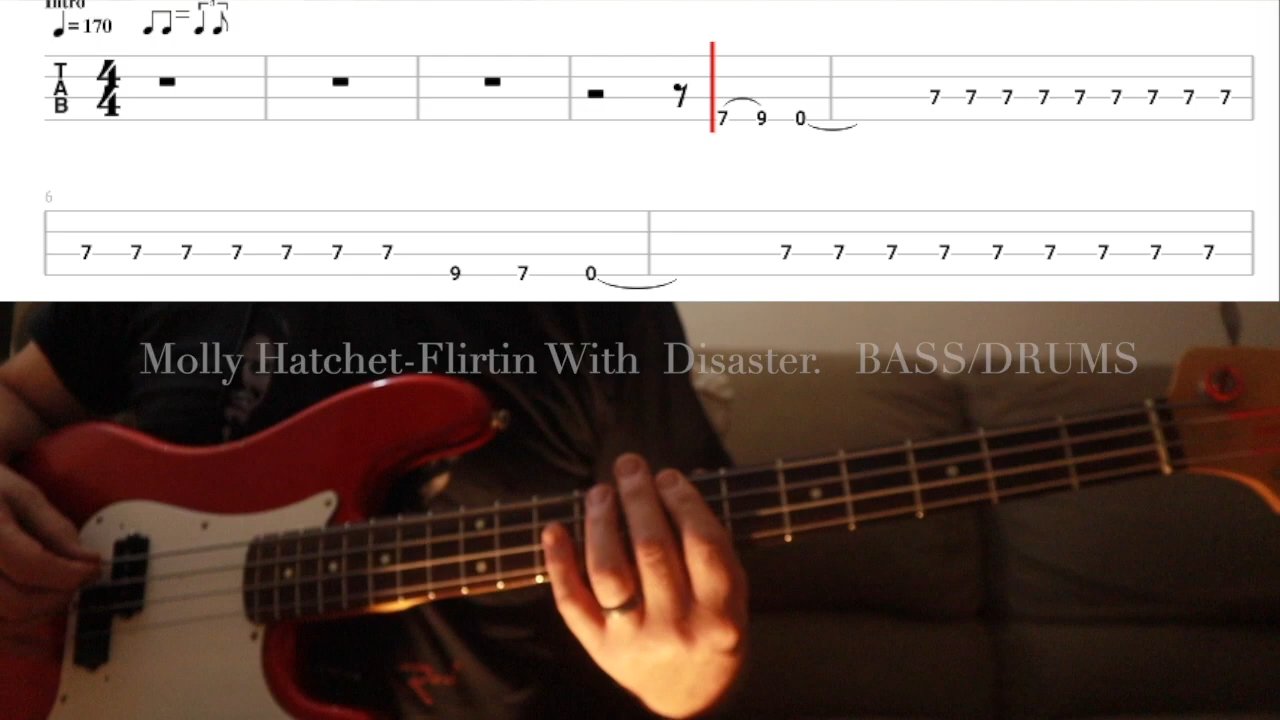 Intro
= 170 = 3
T
A
B
4
4
7 9 0 7 7 7 7 7 7 7 7 7
6
7 7 7 7 7 7 7 9 7 0 7 7 7 7 7 7 7 7 7
Molly Hatchet-Flirtin With Disaster. BASS/DRUMS